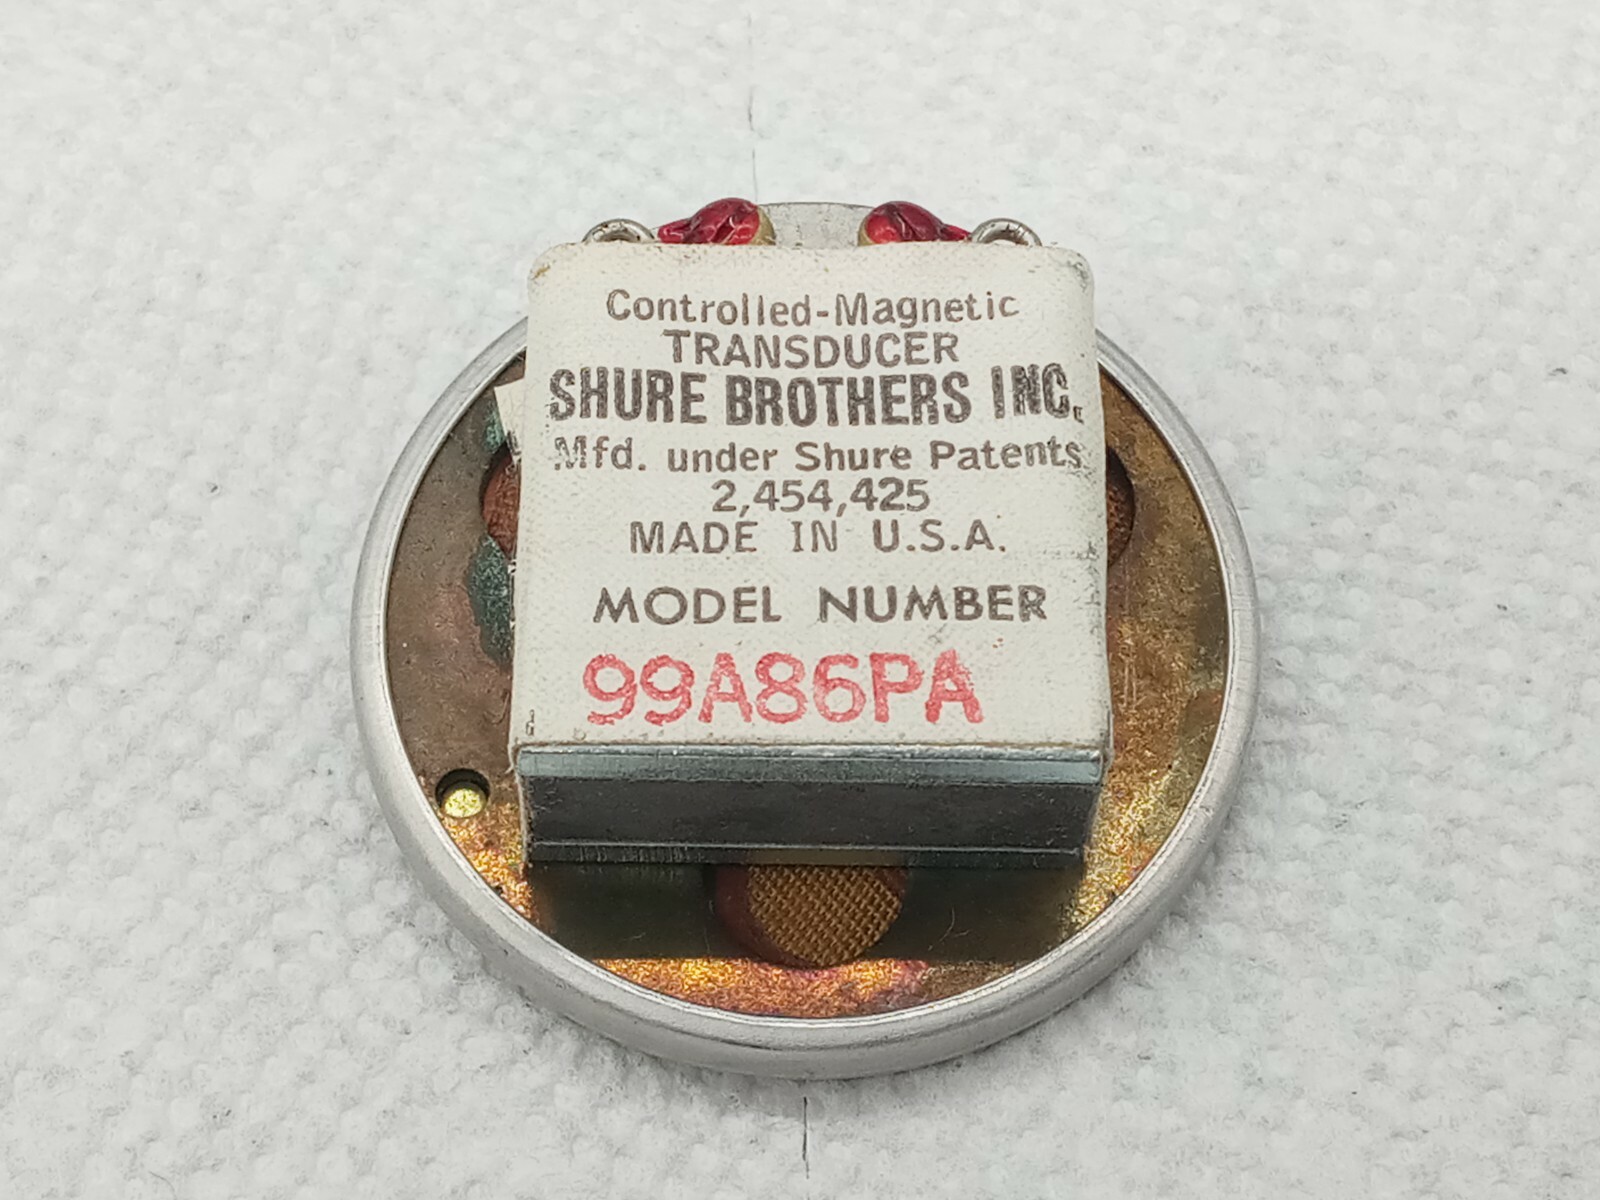 Controlled-Magnetic
TRANSDUCER
SHURE BROTHERS INC.
Mfd. under Shure Patents
2,454,425
MADE IN U.S.A.
MODEL NUMBER
99A86PA